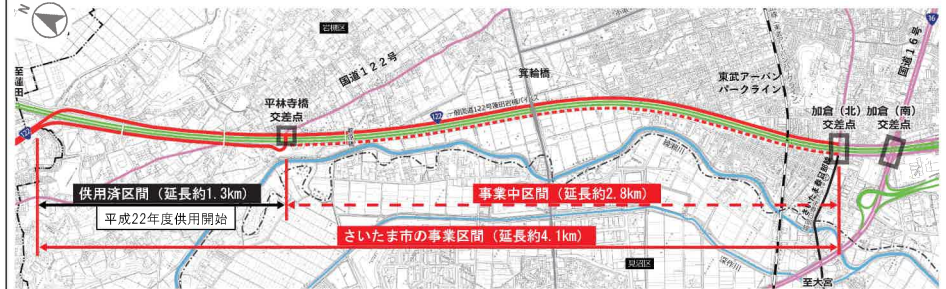 N
岩槻区
16
国道122号
国道16号
箕輪橋
東武アーバン
パークライン
至蓮田
平林寺橋
交差点
一般国道122号蓮田岩槻バイパス
122
122
加倉(北)
交差点
加倉(南)
交差点
綾瀬川
供用済区間(延長約1.3km)
事業中区間(延長約2.8km)
平成22年度供用開始
さいたま市の事業区間(延長約4.1km)
見沼区
深作川
至大宮